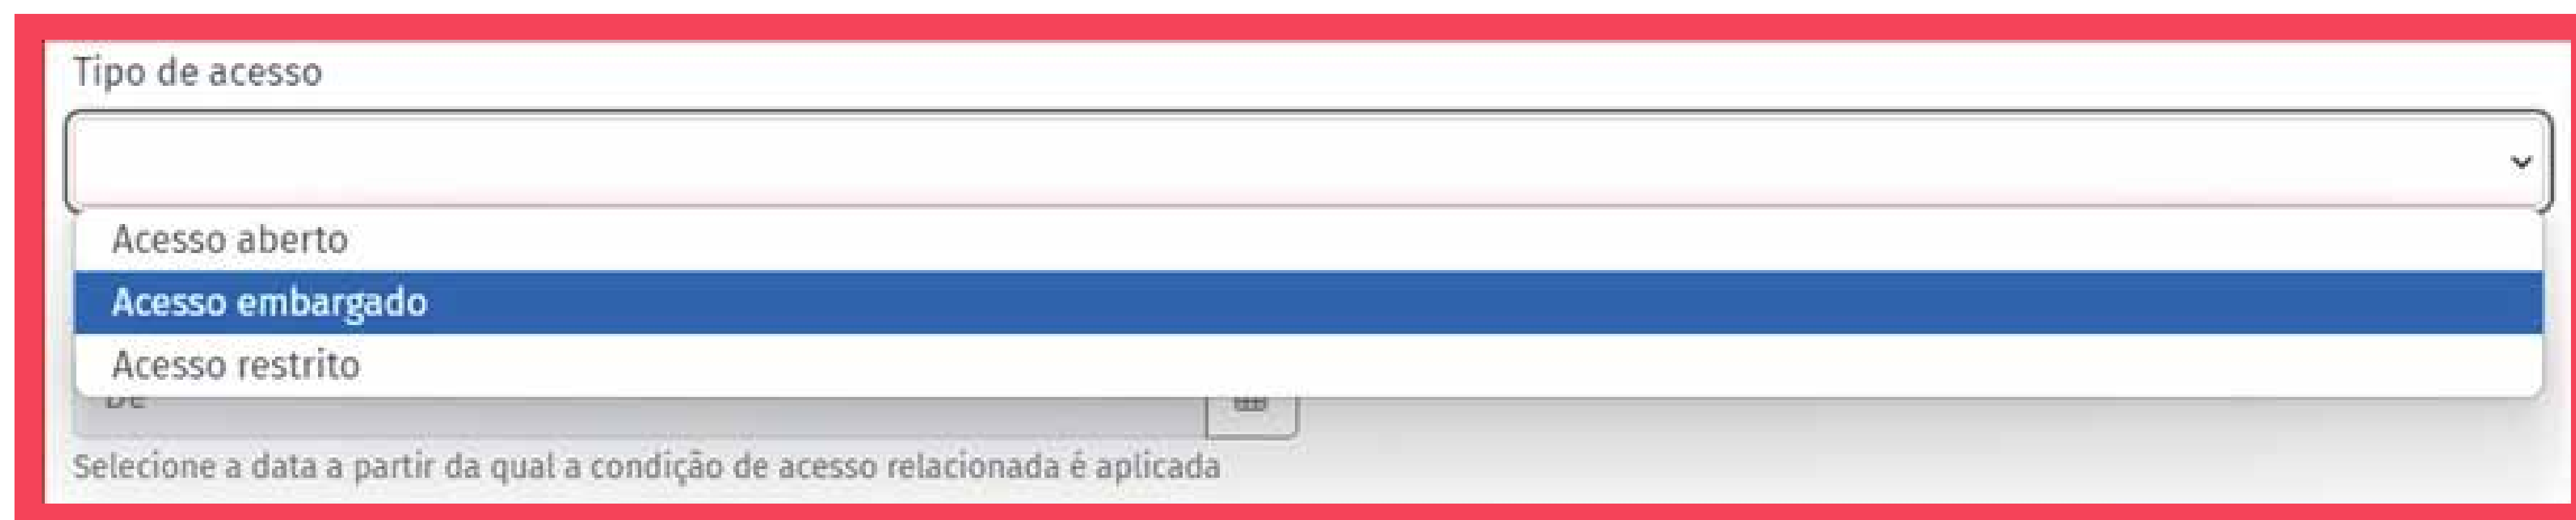 Tipo de acesso
Acesso aberto
Acesso embargado
Acesso restrito
De
Selecione a data a partir da qual a condição de acesso relacionada é aplicada